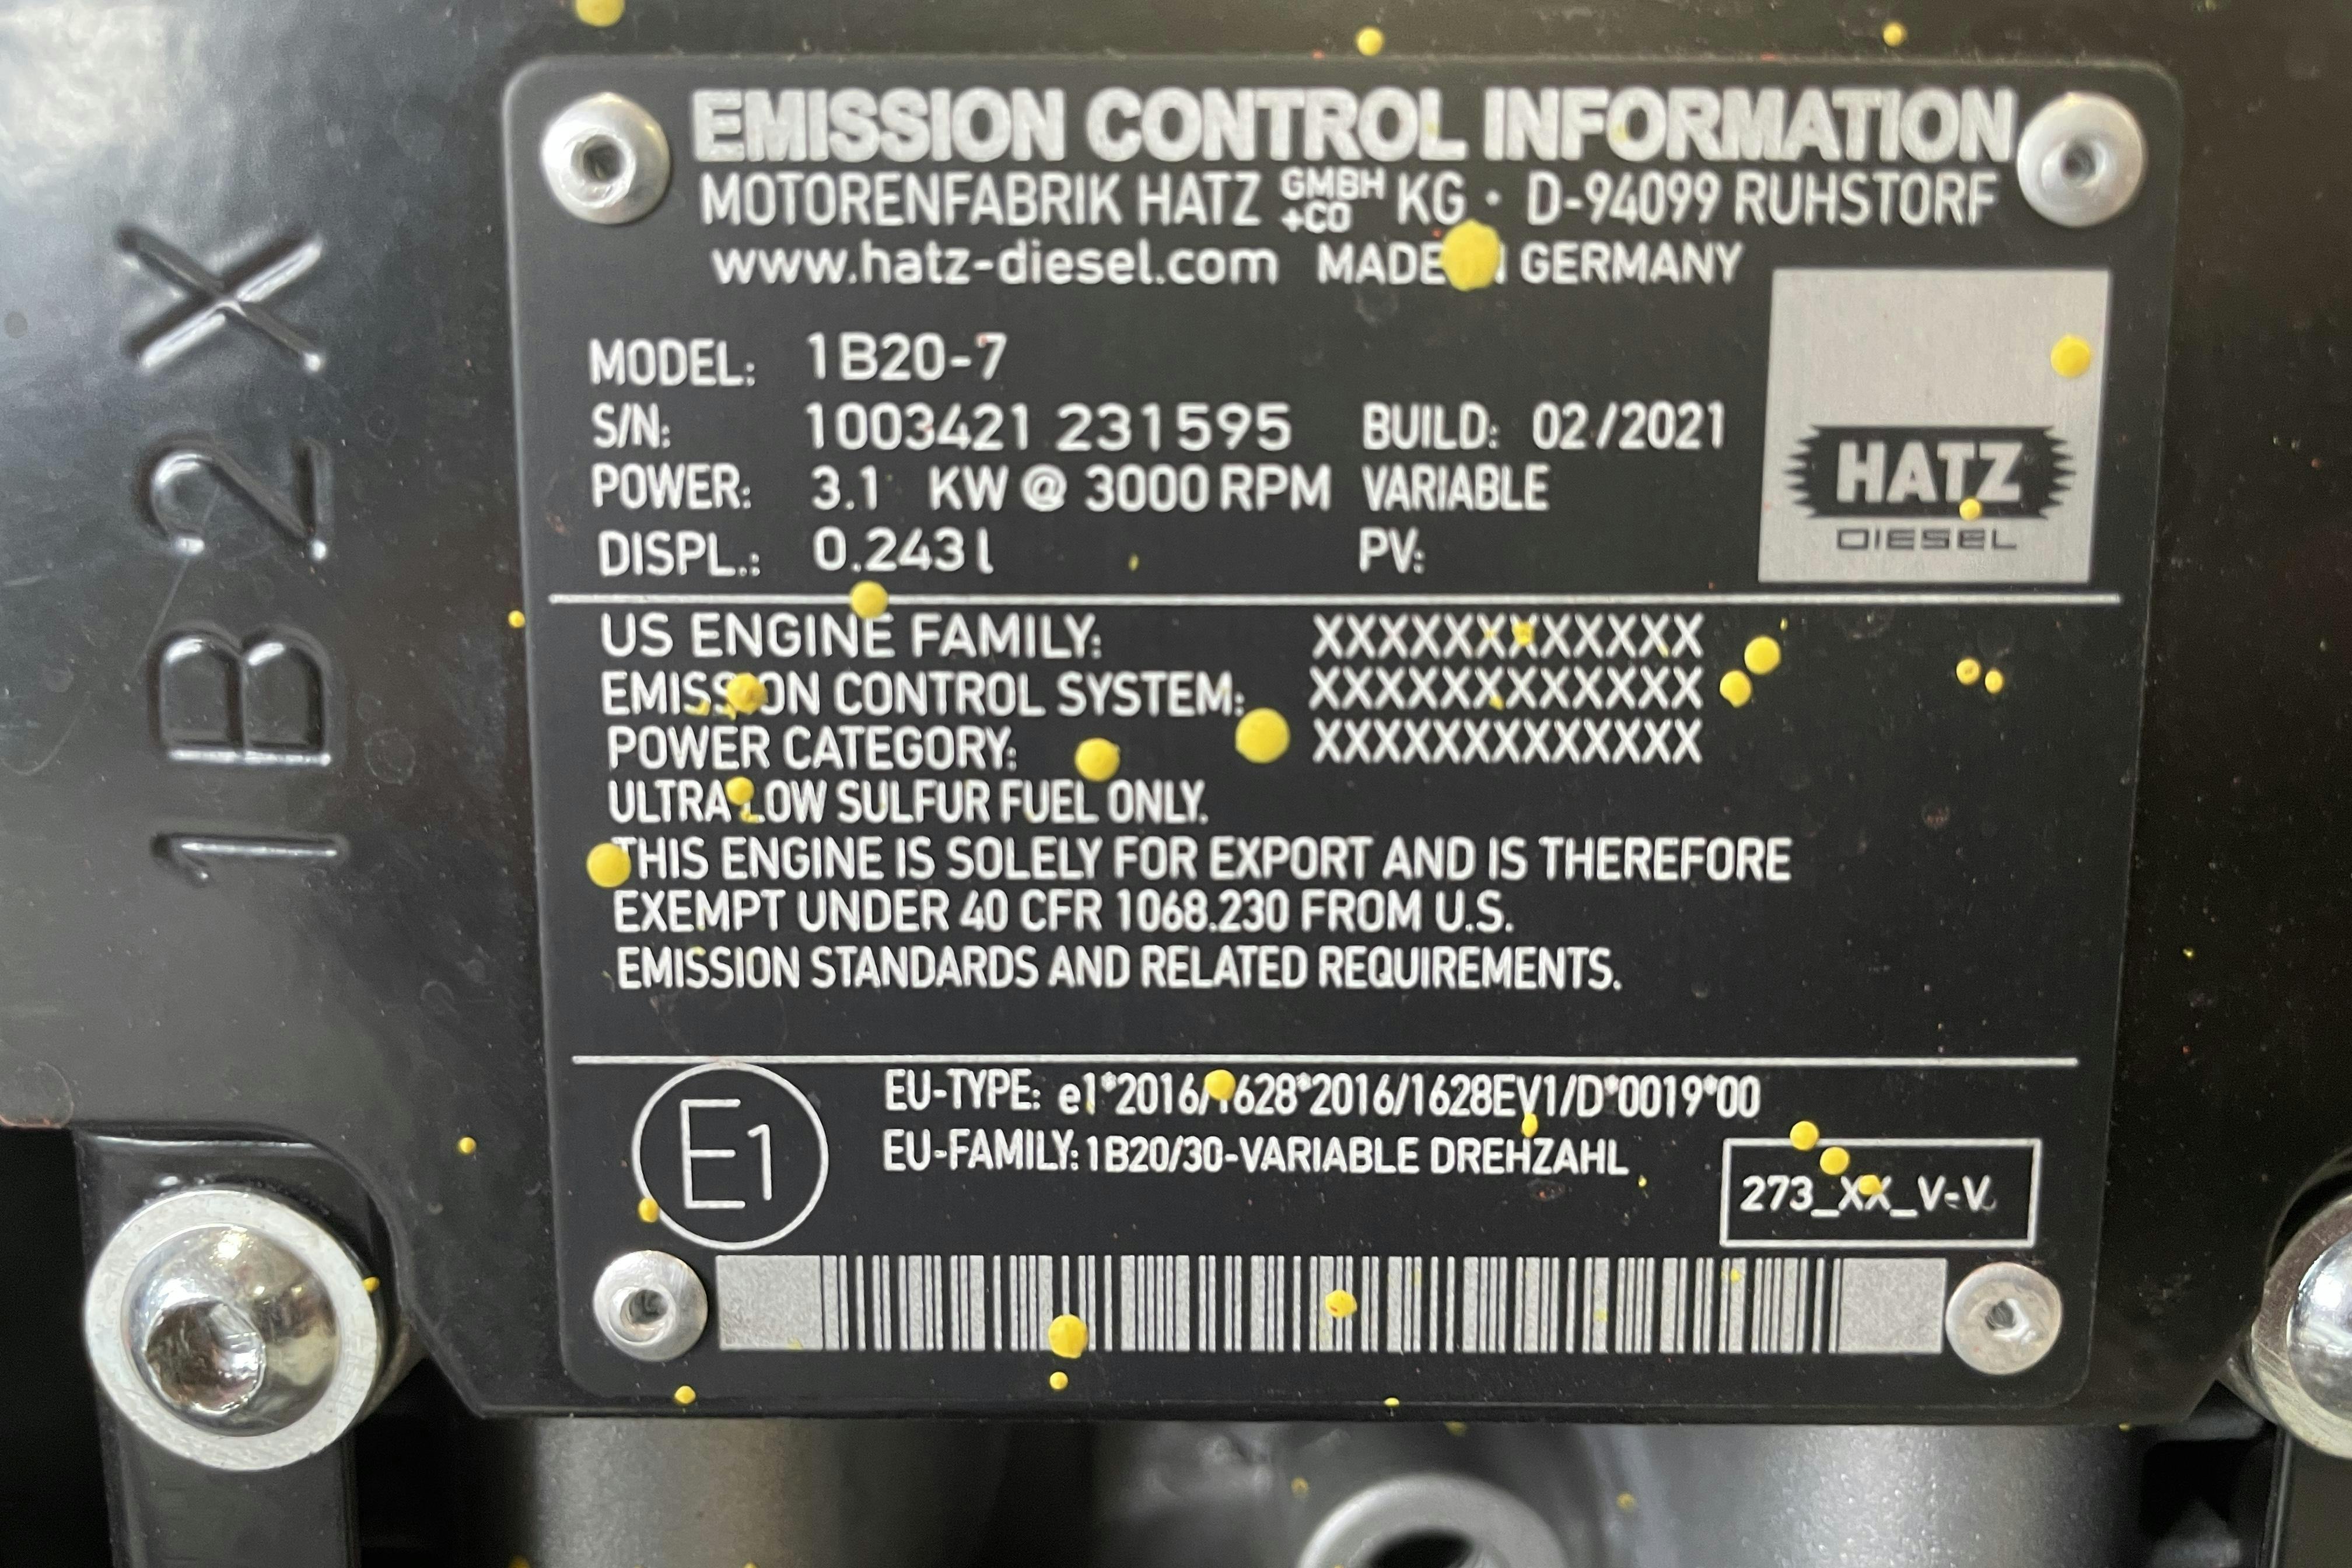 EMISSION CONTROL INFORMATION
MOTORENFABRIK HATZ GMBH +CO KG · D-94099 RUHSTORF
www.hatz-diesel.com MADE GERMANY
MODEL: 1B20-7
S/N: 1003421 231595 BUILD: 02/2021
POWER: 3.1 KW @ 3000 RPM VARIABLE
DISPL.: 0.243 l PV:
HATZ
DIESEL
US ENGINE FAMILY: XXXXXXXXXXXXX
EMISSION CONTROL SYSTEM: XXXXXXXXXXXXX
POWER CATEGORY: XXXXXXXXXXXXX
ULTRA LOW SULFUR FUEL ONLY.
THIS ENGINE IS SOLELY FOR EXPORT AND IS THEREFORE
EXEMPT UNDER 40 CFR 1068.230 FROM U.S.
EMISSION STANDARDS AND RELATED REQUIREMENTS.
E1
EU-TYPE: e1*2016/1628*2016/1628EV1/D*0019*00
EU-FAMILY: 1B20/30-VARIABLE DREHZAHL
273_XX_V-V
1B2X